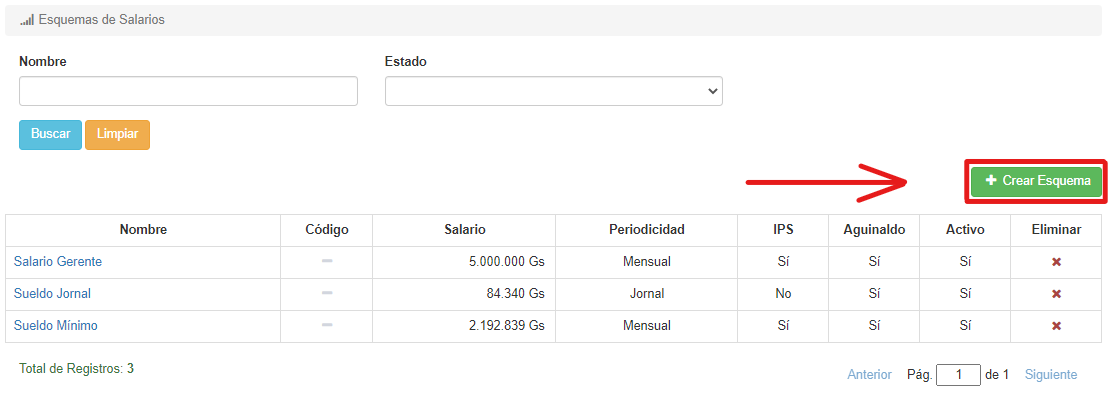 Esquemas de Salarios
Nombre Estado
Buscar Limpiar
Crear Esquema
Nombre Código Salario Periodicidad IPS Aguinaldo Activo Eliminar
Salario Gerente 5.000.000 Gs Mensual Sí Sí Sí
Sueldo Jornal 84.340 Gs Jornal No Sí Sí
Sueldo Mínimo 2.192.839 Gs Mensual Sí Sí Sí
Total de Registros: 3 Anterior Pág. 1 de 1 Siguiente